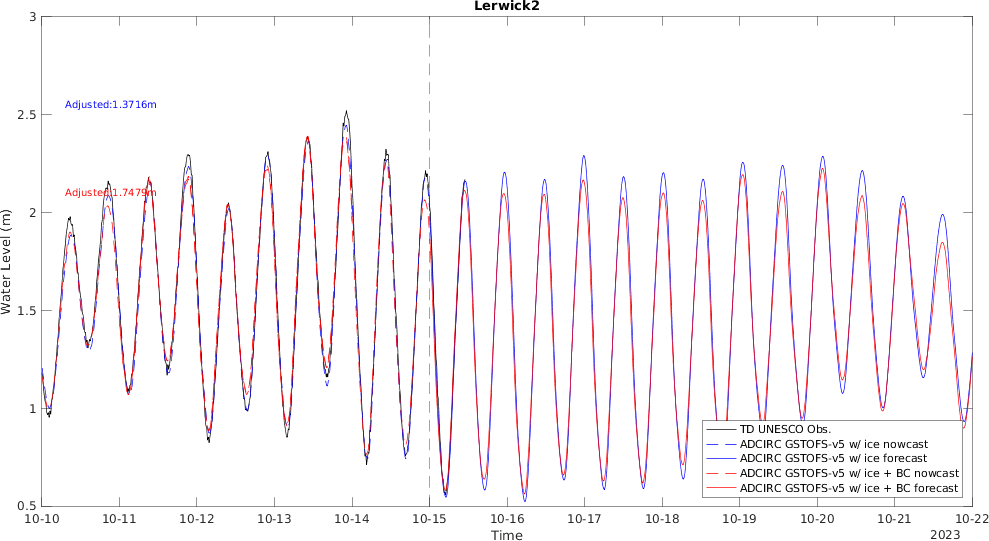 Lerwick2
3
2.5
2
1.5
1
0.5
Water Level (m)
Adjusted:1.3716m
Adjusted:1.7479m
TD UNESCO Obs.
ADCIRC GSTOFS-v5 w/ ice nowcast
ADCIRC GSTOFS-v5 w/ ice forecast
ADCIRC GSTOFS-v5 w/ ice + BC nowcast
ADCIRC GSTOFS-v5 w/ ice + BC forecast
10-10 10-11 10-12 10-13 10-14 10-15 10-16 10-17 10-18 10-19 10-20 10-21 10-22
Time
2023